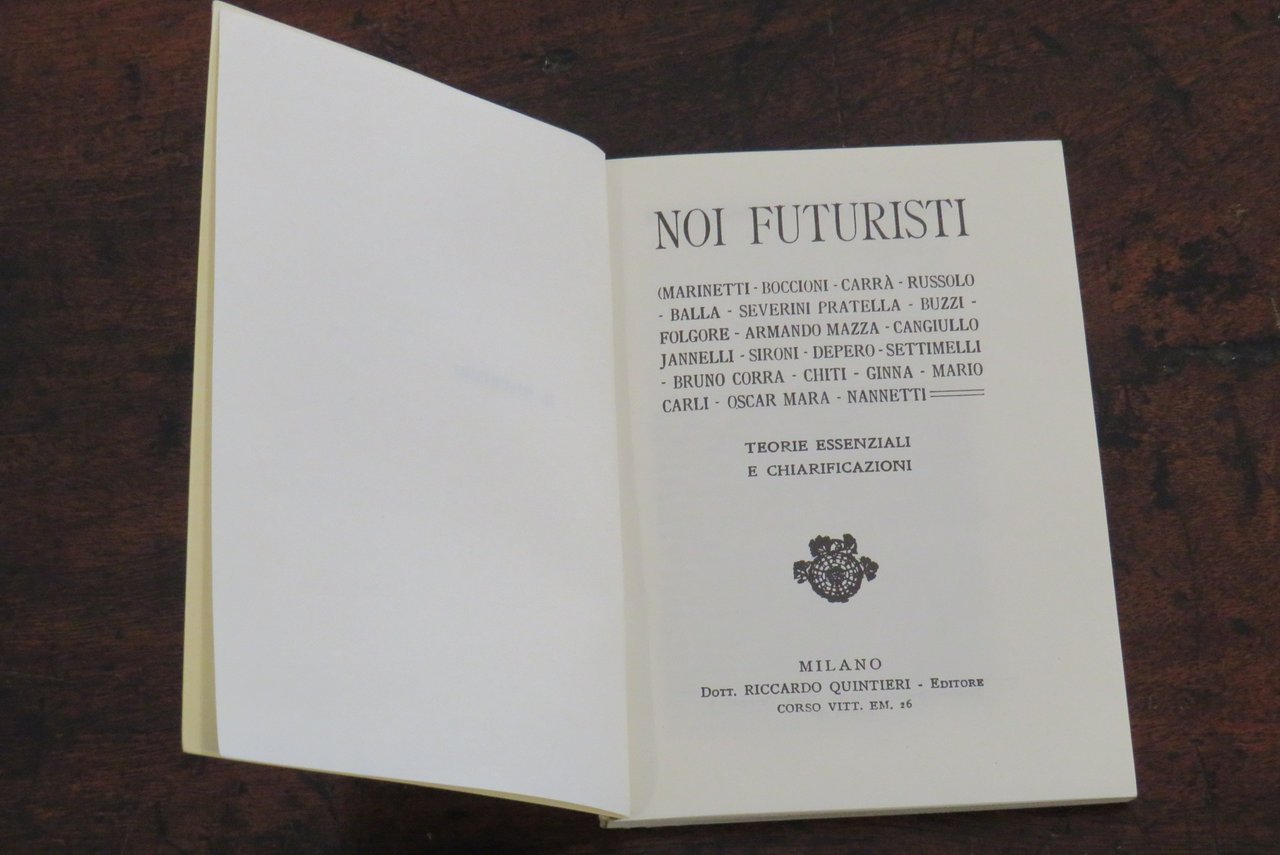 NOI FUTURISTI
(MARINETTI - BOCCIONI - CARRÀ - RUSSOLO
- BALLA - SEVERINI PRATELLA - BUZZI -
FOLGORE - ARMANDO MAZZA - CANGIULLO
JANNELLI - SIRONI - DEPERO - SETTIMELLI
- BRUNO CORRA - CHITI - GINNA - MARIO
CARLI - OSCAR MARA - NANNETTI
TEORIE ESSENZIALI
E CHIARIFICAZIONI
MILANO
Dott. RICCARDO QUINTIERI - Editore
CORSO VITT. EM. 26